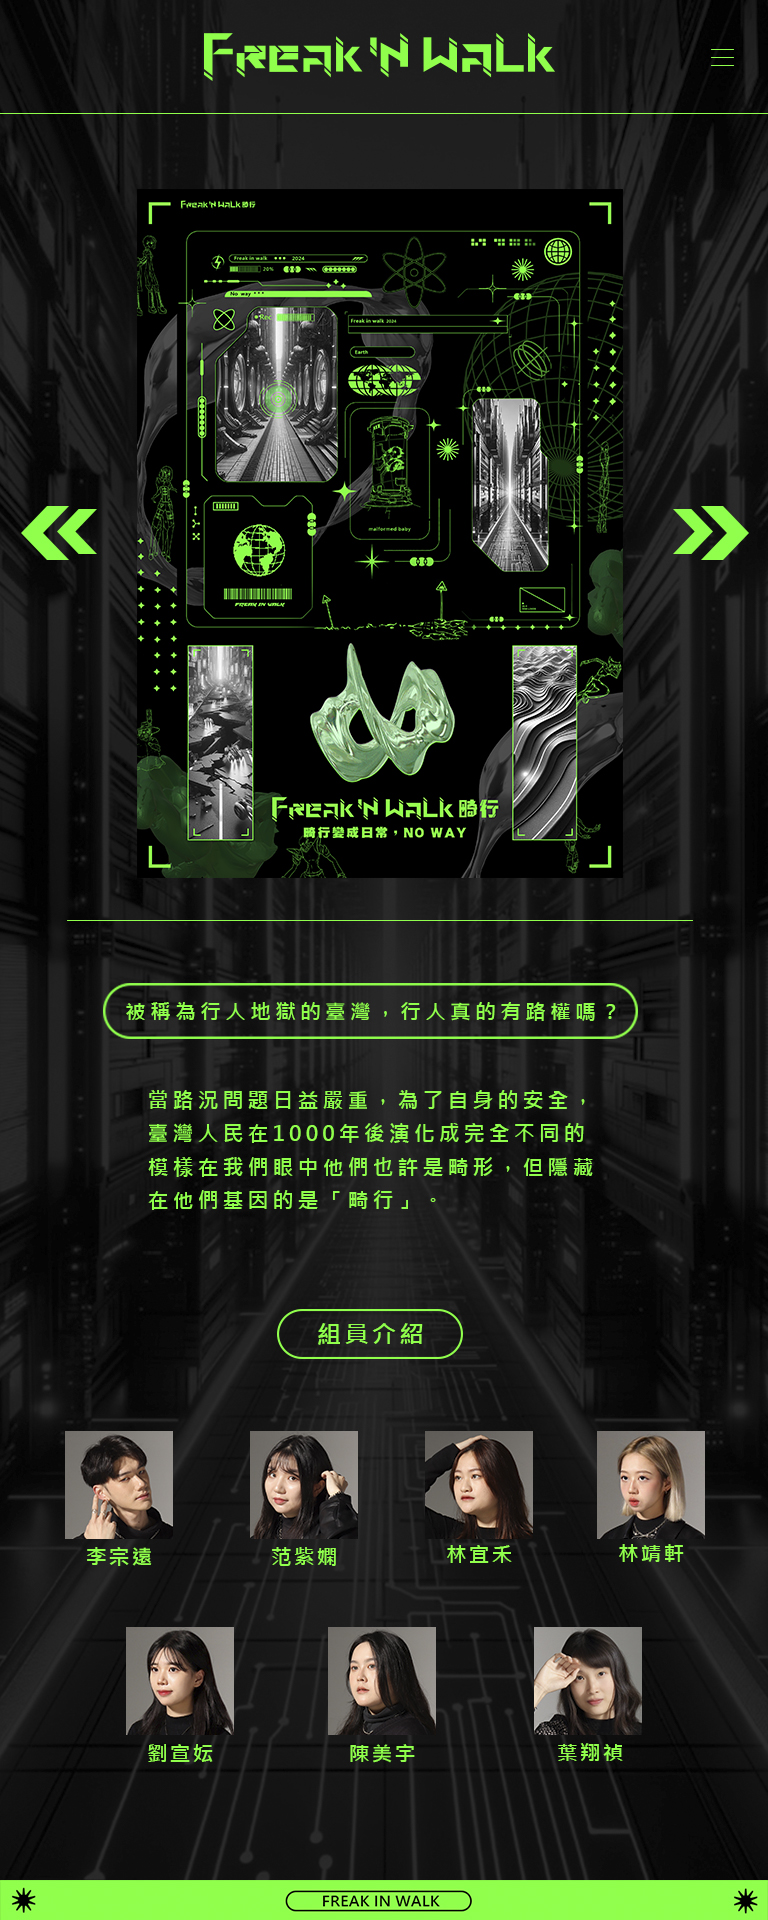 FREAK'N WALK
FREAK'N WALK 畸行
Freak in walk 2024
20%
No way
Rec
Freak in walk 2024
Earth
malformed baby
FREAK IN WALK
FREAK'N WALK 畸行
畸行變成日常，NO WAY
被稱為行人地獄的臺灣，行人真的有路權嗎？
當路況問題日益嚴重，為了自身的安全，
臺灣人民在1000年後演化成完全不同的
模樣在我們眼中他們也許是畸形，但隱藏
在他們基因的是「畸行」。
組員介紹
李宗遠
范紫嫻
林宜禾
林靖軒
劉宣妘
陳美宇
葉翔禎
FREAK IN WALK